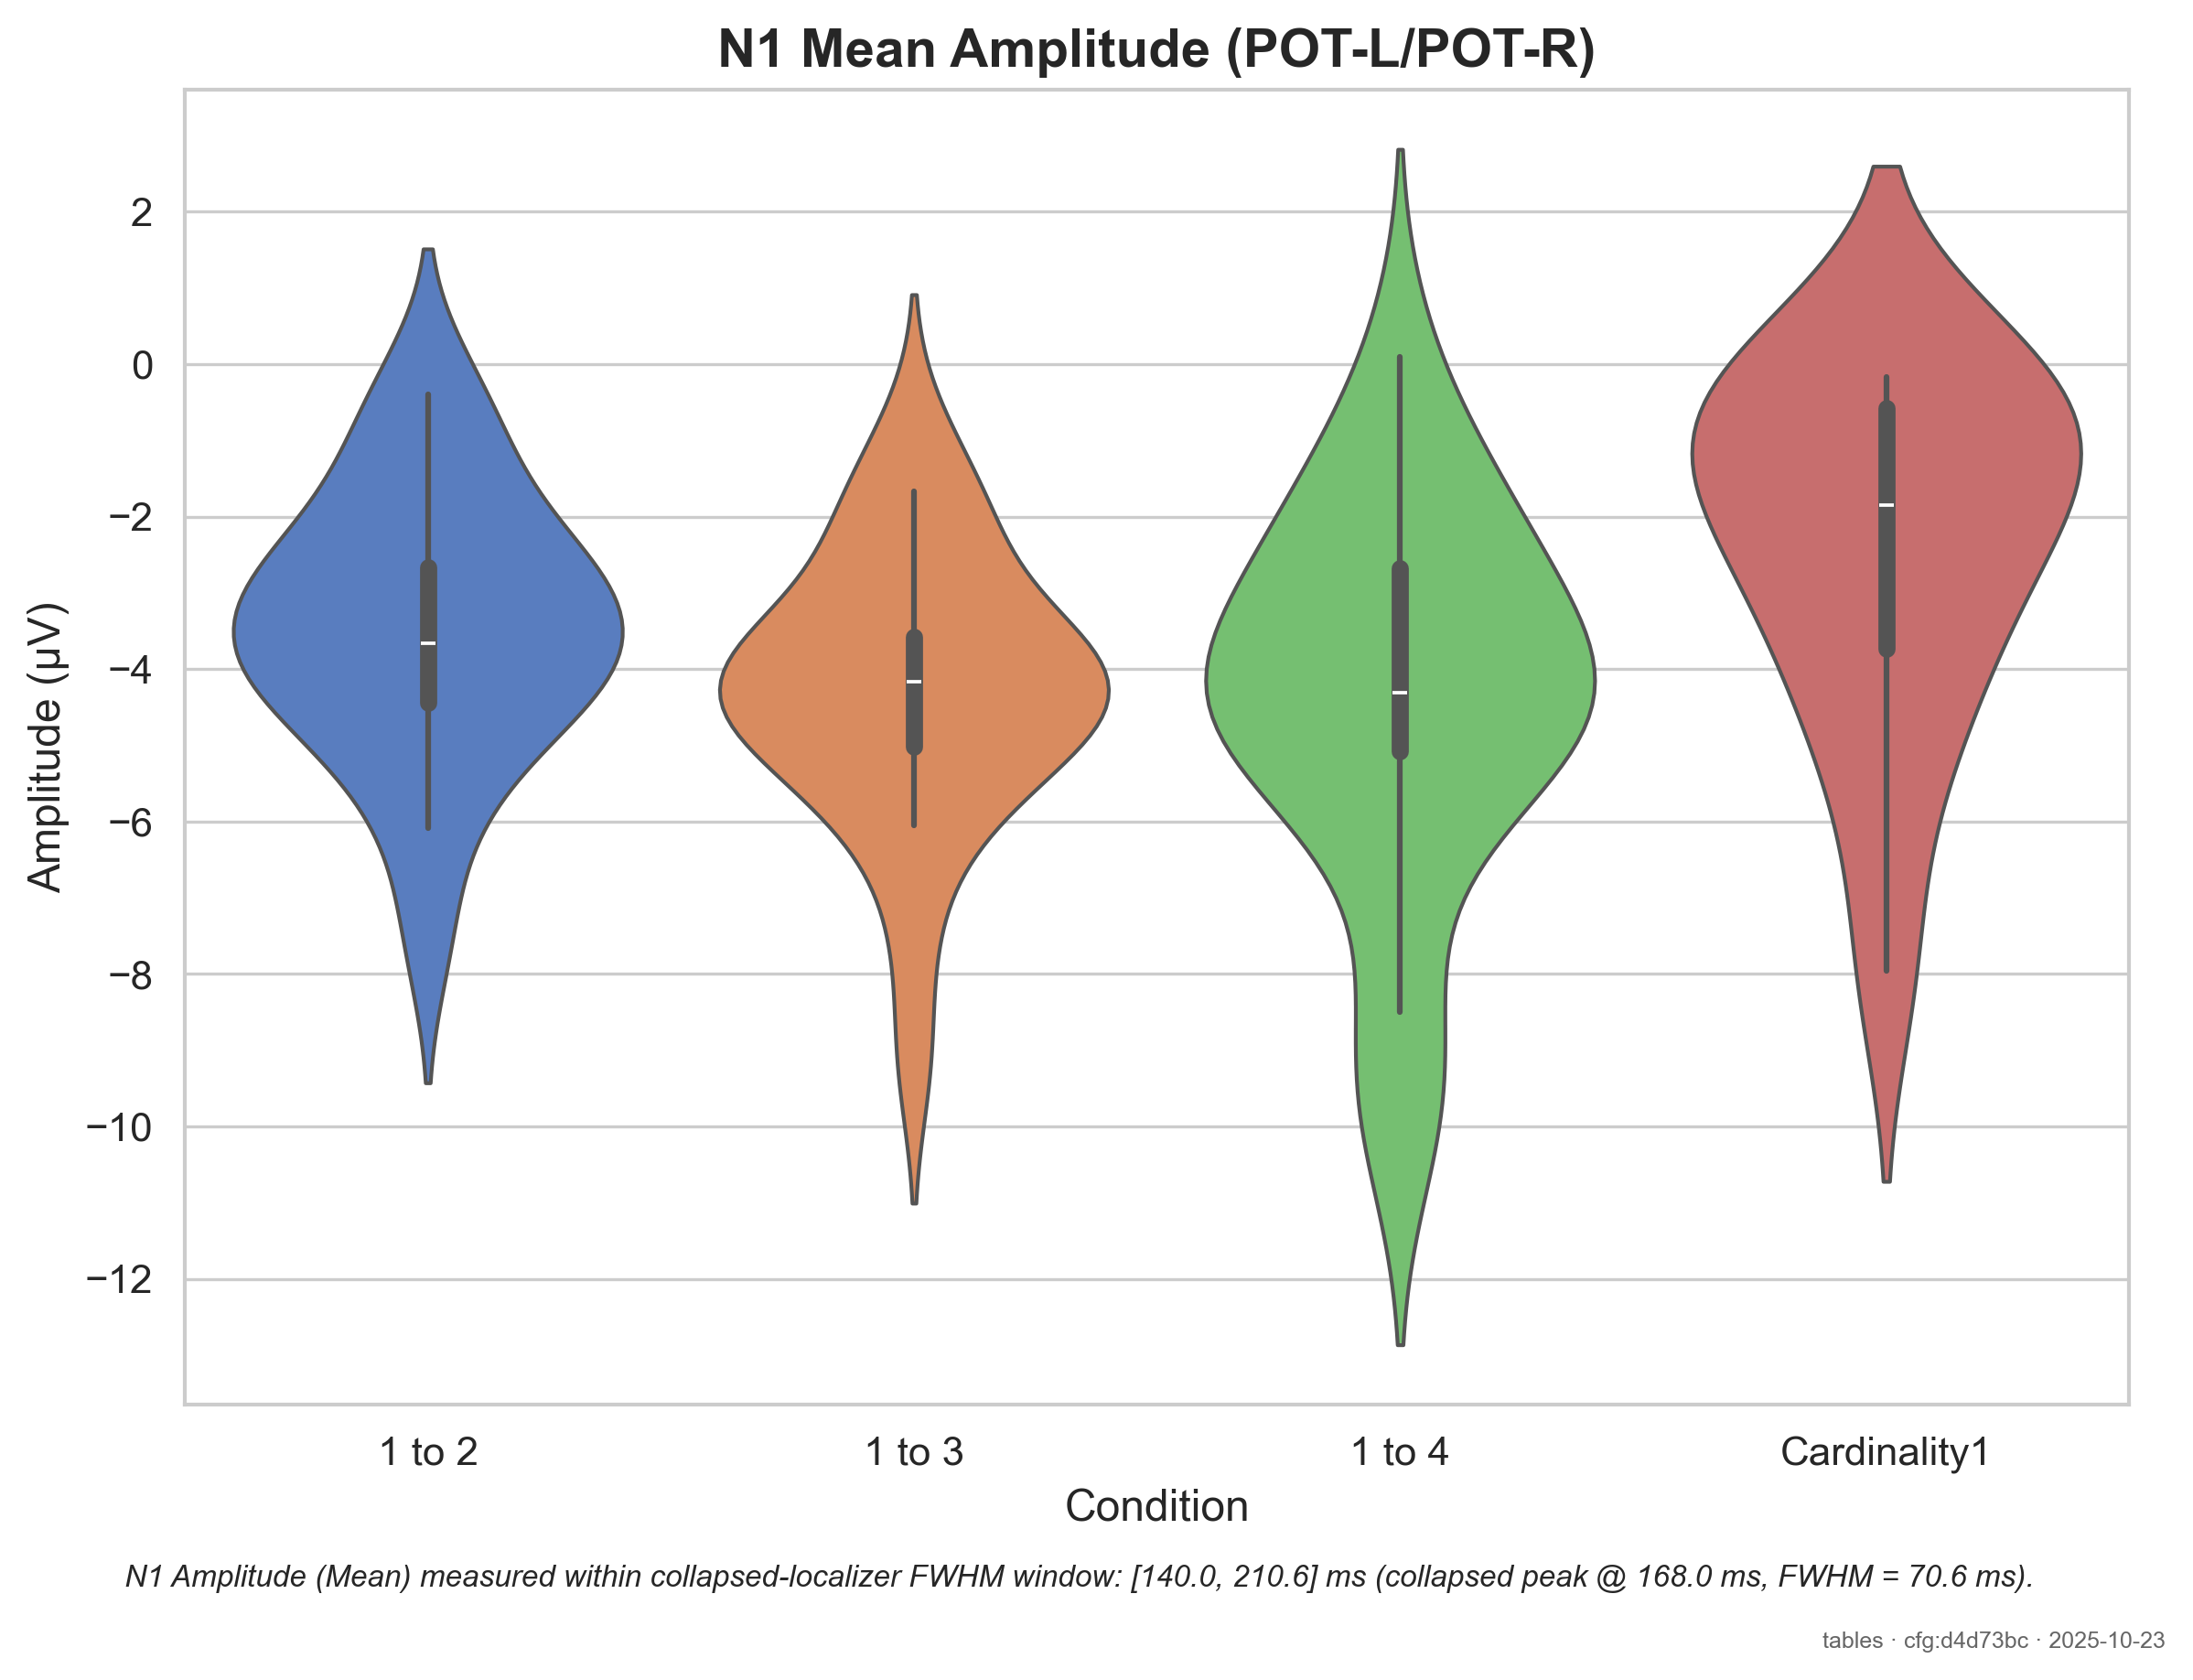 N1 Mean Amplitude (POT-L/POT-R)
Amplitude (µV)
2
0
−2
−4
−6
−8
−10
−12
1 to 2
1 to 3
1 to 4
Cardinality1
Condition
N1 Amplitude (Mean) measured within collapsed-localizer FWHM window: [140.0, 210.6] ms (collapsed peak @ 168.0 ms, FWHM = 70.6 ms).
tables · cfg:d4d73bc · 2025-10-23